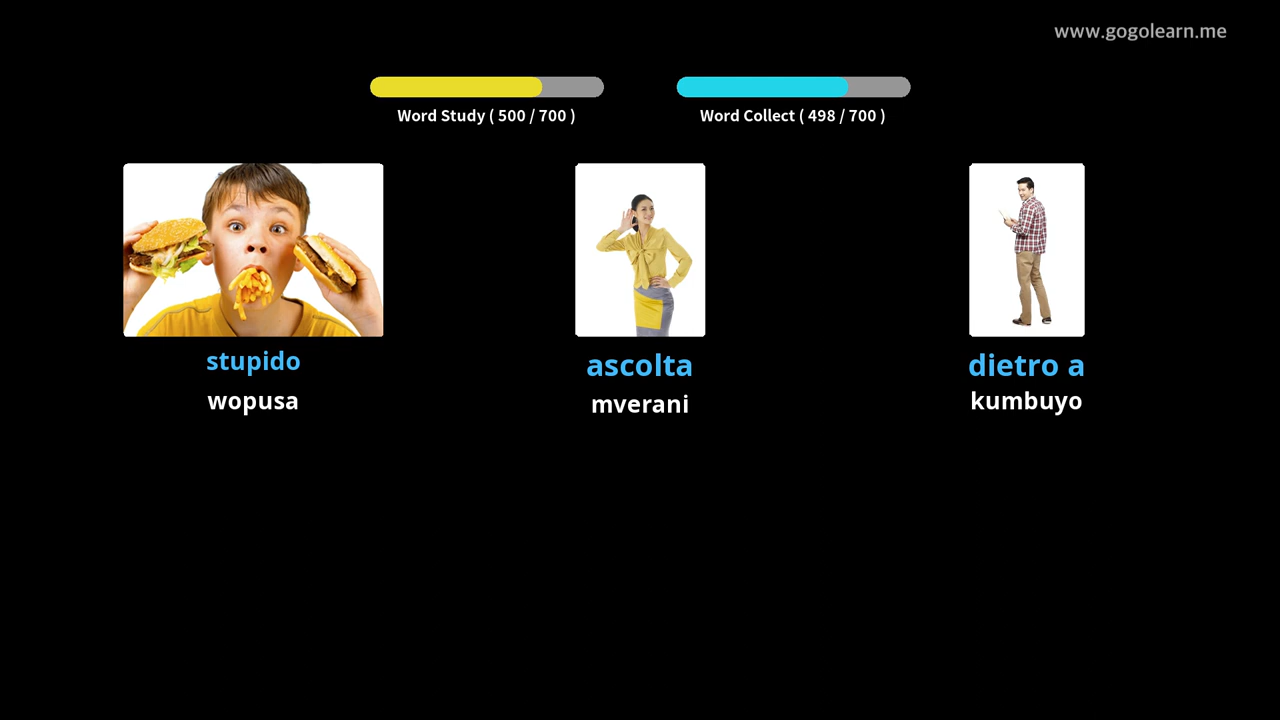 www.gogolearn.me
Word Study ( 500 / 700 )
Word Collect ( 498 / 700 )
stupido
ascolta
dietro a
wopusa
mverani
kumbuyo